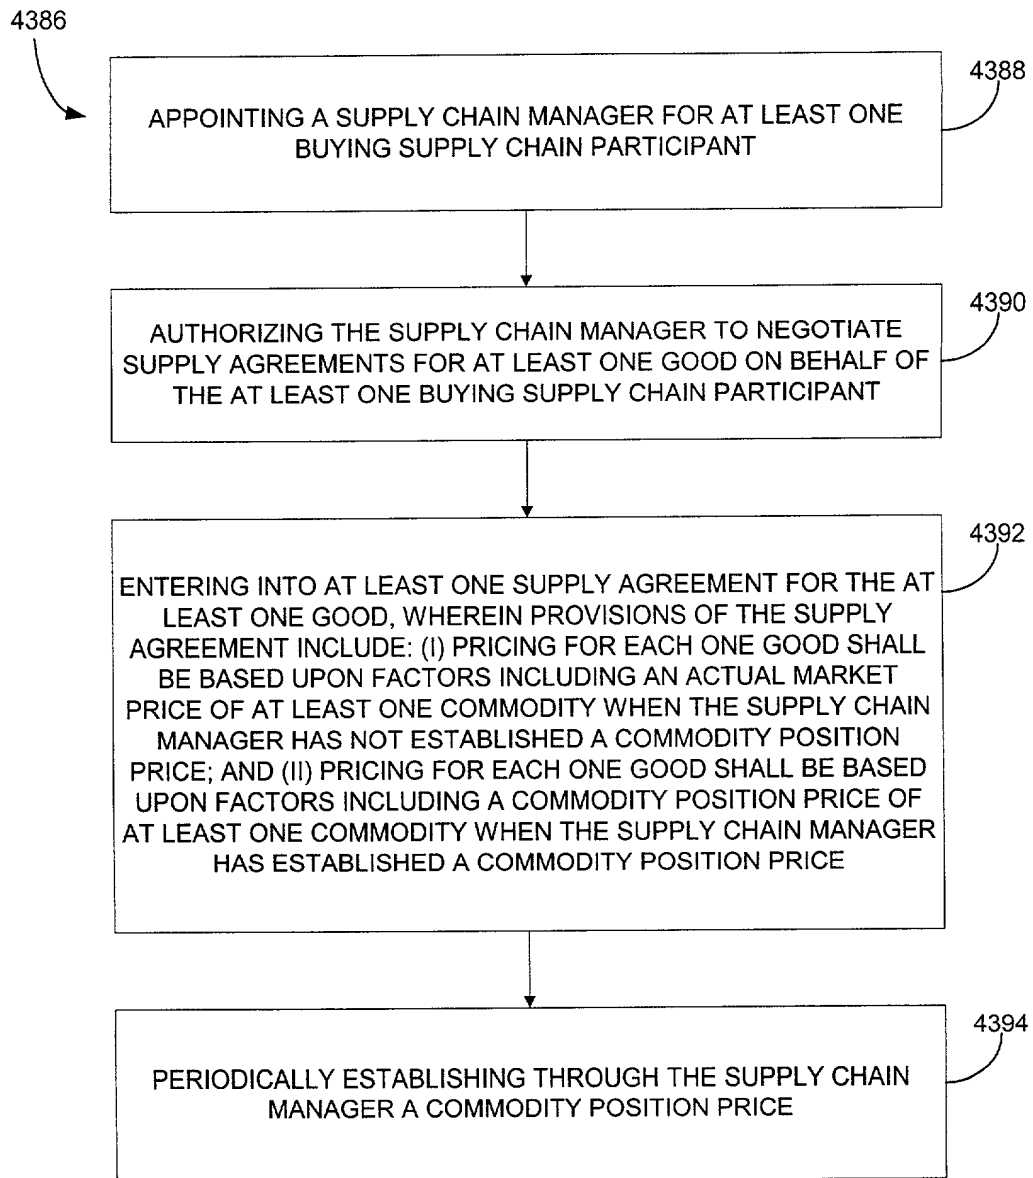 4386
4388
APPOINTING A SUPPLY CHAIN MANAGER FOR AT LEAST ONE
BUYING SUPPLY CHAIN PARTICIPANT
4390
AUTHORIZING THE SUPPLY CHAIN MANAGER TO NEGOTIATE
SUPPLY AGREEMENTS FOR AT LEAST ONE GOOD ON BEHALF OF
THE AT LEAST ONE BUYING SUPPLY CHAIN PARTICIPANT
4392
ENTERING INTO AT LEAST ONE SUPPLY AGREEMENT FOR THE AT
LEAST ONE GOOD, WHEREIN PROVISIONS OF THE SUPPLY
AGREEMENT INCLUDE: (I) PRICING FOR EACH ONE GOOD SHALL
BE BASED UPON FACTORS INCLUDING AN ACTUAL MARKET
PRICE OF AT LEAST ONE COMMODITY WHEN THE SUPPLY CHAIN
MANAGER HAS NOT ESTABLISHED A COMMODITY POSITION
PRICE; AND (II) PRICING FOR EACH ONE GOOD SHALL BE BASED
UPON FACTORS INCLUDING A COMMODITY POSITION PRICE OF
AT LEAST ONE COMMODITY WHEN THE SUPPLY CHAIN MANAGER
HAS ESTABLISHED A COMMODITY POSITION PRICE
4394
PERIODICALLY ESTABLISHING THROUGH THE SUPPLY CHAIN
MANAGER A COMMODITY POSITION PRICE